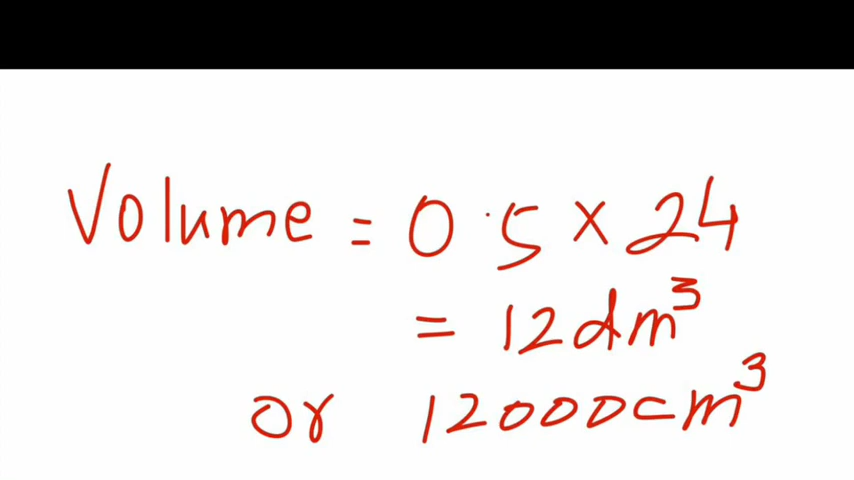 Volume = 0.5 × 24
= 12dm³
or 12000cm³